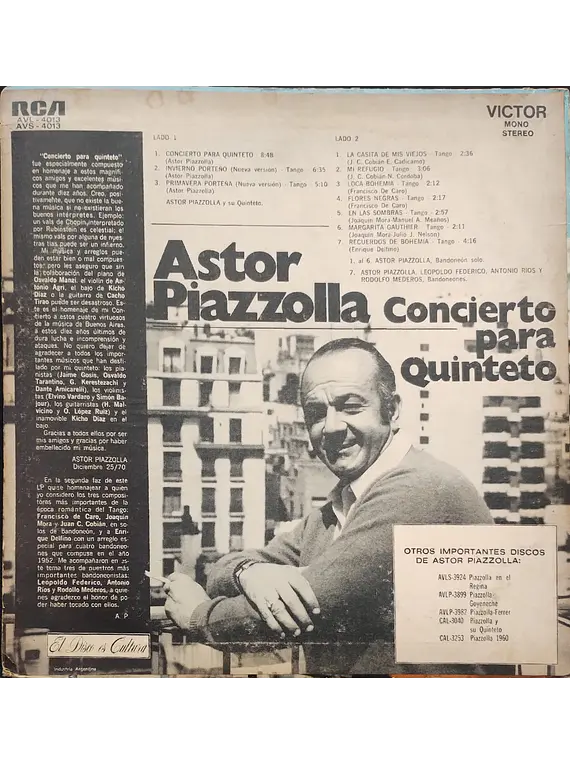 RCA
AVL - 4013
AVS - 4013
VICTOR
MONO
STEREO
"Concierto para quinteto"
fue especialmente compuesto
en homenaje a estos magnífi-
cos amigos y excelentes músi-
cos que me han acompañado
durante diez años. Creo, posi-
tivamente, que no existe la bue-
na música si no existieran los
buenos intérpretes. Ejemplo:
un vals de Chopin interpretado
por Rubinstein es celestial; el
mismo vals por alguna de nues-
tras tías puede ser un infierno.
Mi música y arreglos pue-
den estar bien o mal compues-
tos, pero les aseguro que sin
la colaboración del piano de
Osvaldo Manzi, el violín de An-
tonio Agri, el bajo de Kicho
Díaz o la guitarra de Cacho
Tirao puede ser desastroso. Es-
te es el homenaje de mi Con-
cierto a estos cuatro virtuosos
de la música de Buenos Aires,
a estos diez años últimos de
dura lucha e incomprensión y
ataques. No quiero dejar de
agradecer a todos los impor-
tantes músicos que han desfila-
do por mi quinteto: los pia-
nistas (Jaime Gosis, Osvaldo
Tarantino, G. Kerestezachi y
Dante Amicarelli), los violinis-
tas (Elvino Vardaro y Simón Ba-
jour), los guitarristas (H. Mal-
vicino y O. López Ruiz) y el
inamovible Kicho Díaz en el
bajo.
Gracias a todos ellos por ser
mis amigos y gracias por haber
embellecido mi música.
ASTOR PIAZZOLLA
Diciembre 25/70
En la segunda faz de este
LP quise homenajear a quien
yo considero los tres composi-
tores más importantes de la
época romántica del Tango:
Francisco de Caro, Joaquín
Mora y Juan C. Cobián, en so-
los de Bandoneón, y a Enri-
que Delfino con un arreglo es-
pecial para cuatro bandoneo-
nes que compuse en el año
1952. Me acompañaron en es-
te tema tres de nuestros más
importantes bandoneonistas:
Leopoldo Federico, Antonio
Ríos y Rodolfo Mederos, a quie-
nes agradezco el honor de po-
der haber tocado con ellos.
A. P.
LADO 1
1. CONCIERTO PARA QUINTETO 8:48
(Astor Piazzolla)
2. INVIERNO PORTEÑO (Nueva versión) - Tango - 6:35
(Astor Piazzolla)
3. PRIMAVERA PORTEÑA (Nueva versión) - Tango - 5:10
(Astor Piazzolla)
ASTOR PIAZZOLLA y su Quinteto.
LADO 2
1. LA CASITA DE MIS VIEJOS - Tango - 2:36
(J. C. Cobián E. Cadícamo)
2. MI REFUGIO - Tango - 3:06
(J. C. Cobián-N. Córdoba)
3. LOCA BOHEMIA - Tango - 2:12
(Francisco De Caro)
4. FLORES NEGRAS - Tango - 2:17
(Francisco De Caro)
5. EN LAS SOMBRAS - Tango - 2:57
(Joaquín Mora-Manuel A. Meaños)
6. MARGARITA GAUTHIER - Tango - 2:11
(Joaquín Mora-Julio J. Nelson)
7. RECUERDOS DE BOHEMIA - Tango - 4:16
(Enrique Delfino)
1. al 6. ASTOR PIAZZOLLA, Bandoneón solo.
7. ASTOR PIAZZOLLA, LEOPOLDO FEDERICO, ANTONIO RIOS Y
RODOLFO MEDEROS, Bandoneones.
Astor
Piazzolla
Concierto
para
Quinteto
OTROS IMPORTANTES DISCOS
DE ASTOR PIAZZOLLA:
AVLS-3924 Piazzolla en el
Regina
AVLP-3899 Piazzolla
Goyeneche
AVLP-3982 Piazzolla-Ferrer
CAL-3040 Piazzolla y
su Quinteto
CAL-3253 Piazzolla 1960
El Disco es Cultura
Industria Argentina